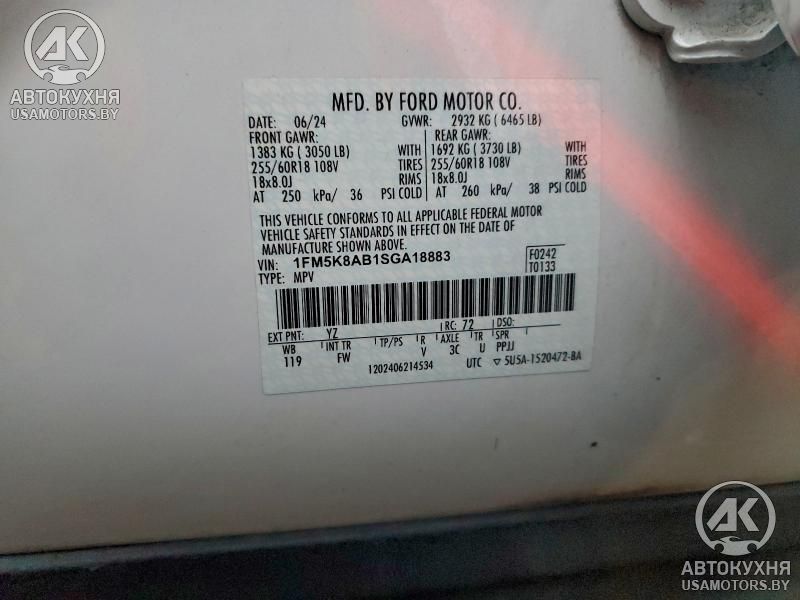 AK
АВТОКУХНЯ
USAMOTORS.BY
MFD. BY FORD MOTOR CO.
DATE: 06/24 GVWR: 2932 KG ( 6465 LB)
FRONT GAWR: REAR GAWR:
1383 KG ( 3050 LB) WITH 1692 KG ( 3730 LB) WITH
255/60R18 108V TIRES 255/60R18 108V TIRES
18x8.0J RIMS 18x8.0J RIMS
AT 250 kPa/ 36 PSI COLD AT 260 kPa/ 38 PSI COLD
THIS VEHICLE CONFORMS TO ALL APPLICABLE FEDERAL MOTOR
VEHICLE SAFETY STANDARDS IN EFFECT ON THE DATE OF
MANUFACTURE SHOWN ABOVE.
VIN: 1FM5K8AB1SGA18883 F0242
TYPE: MPV T0133
EXT PNT: YZ RC: 72 DSO:
WB INT TR TP/PS R AXLE TR SPR
119 FW V 3C U PPJJ
1202406214534 UTC ▽ 5U5A-1520472-BA
AK
АВТОКУХНЯ
USAMOTORS.BY